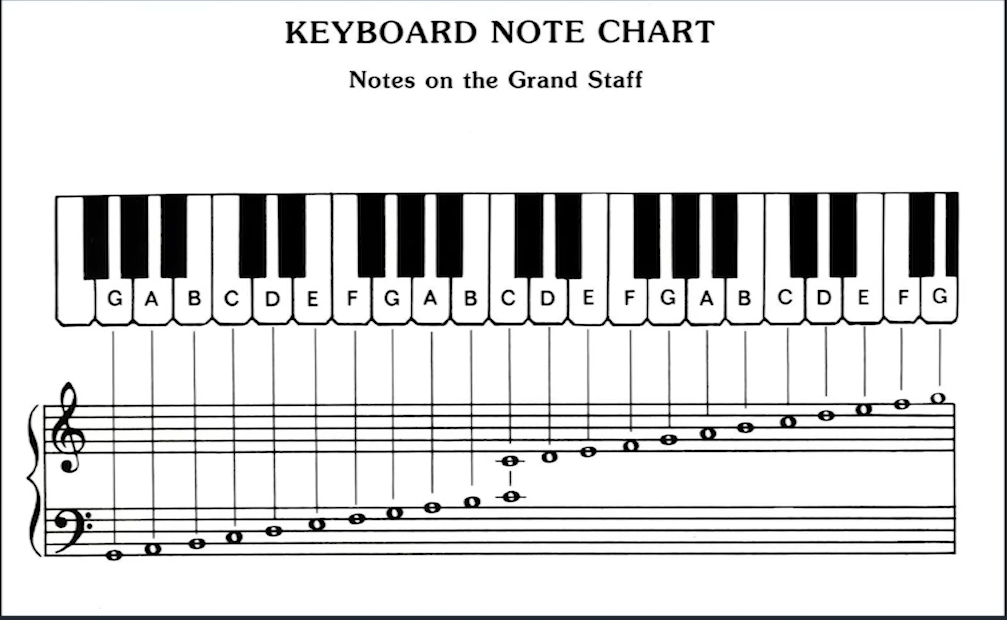 KEYBOARD NOTE CHART
Notes on the Grand Staff
G A B C D E F G A B C D E F G A B C D E F G